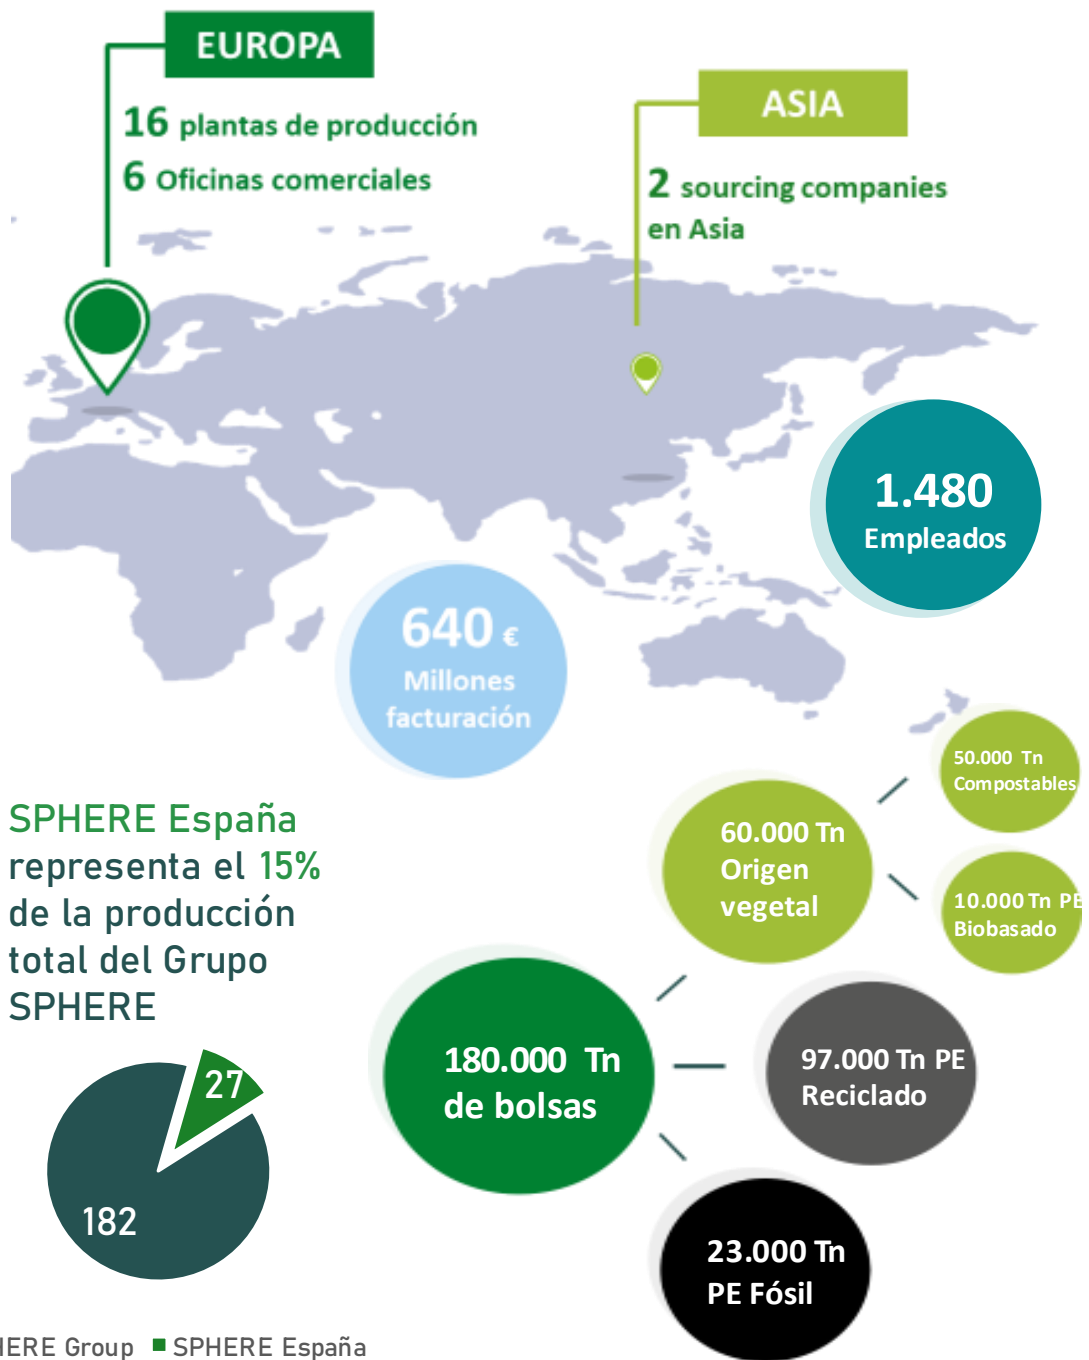 EUROPA
16 plantas de producción
6 Oficinas comerciales
ASIA
2 sourcing companies
en Asia
1.480
Empleados
640 €
Millones
facturación
SPHERE España
representa el 15%
de la producción
total del Grupo
SPHERE
27
182
HERE Group
SPHERE España
50.000 Tn
Compostables
60.000 Tn
Origen
vegetal
10.000 Tn PE
Biobasado
180.000 Tn
de bolsas
97.000 Tn PE
Reciclado
23.000 Tn
PE Fósil